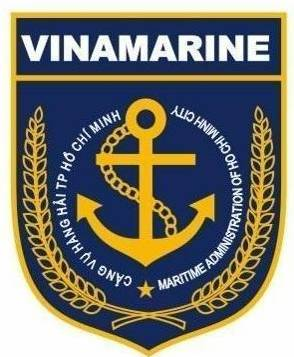 VINAMARINE
CẢNG VỤ HÀNG HẢI TP HỒ CHÍ MINH
MARITIME ADMINISTRATION OF HO CHI MINH CITY